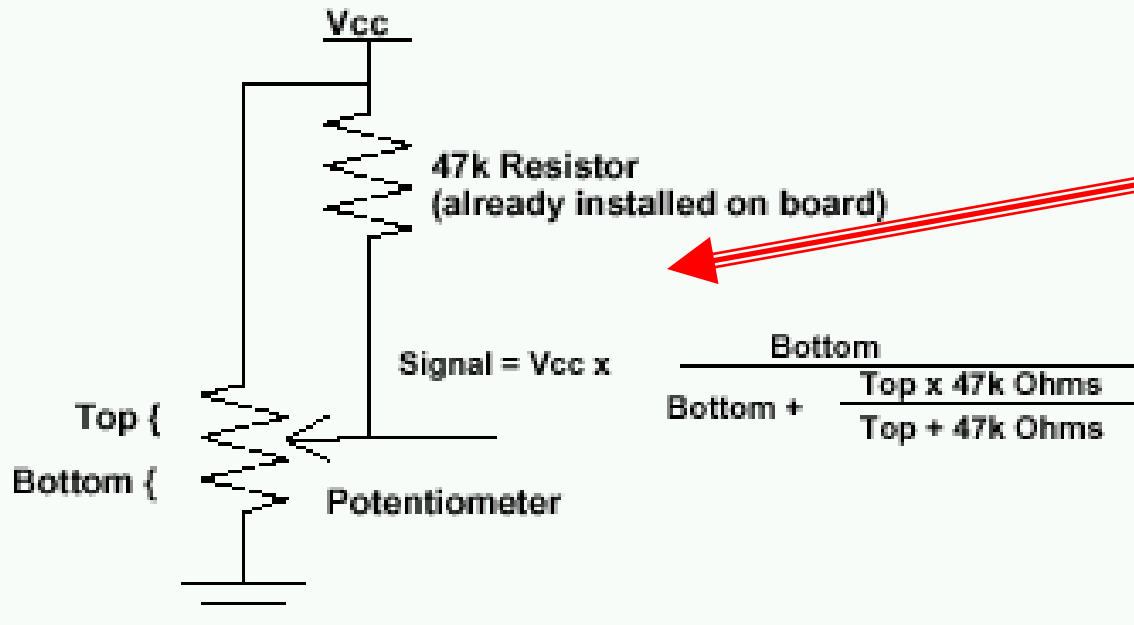 Vcc
47k Resistor
(already installed on board)
Signal = Vcc x
Bottom
Bottom +
Top x 47k Ohms
Top + 47k Ohms
Top {
Bottom {
Potentiometer